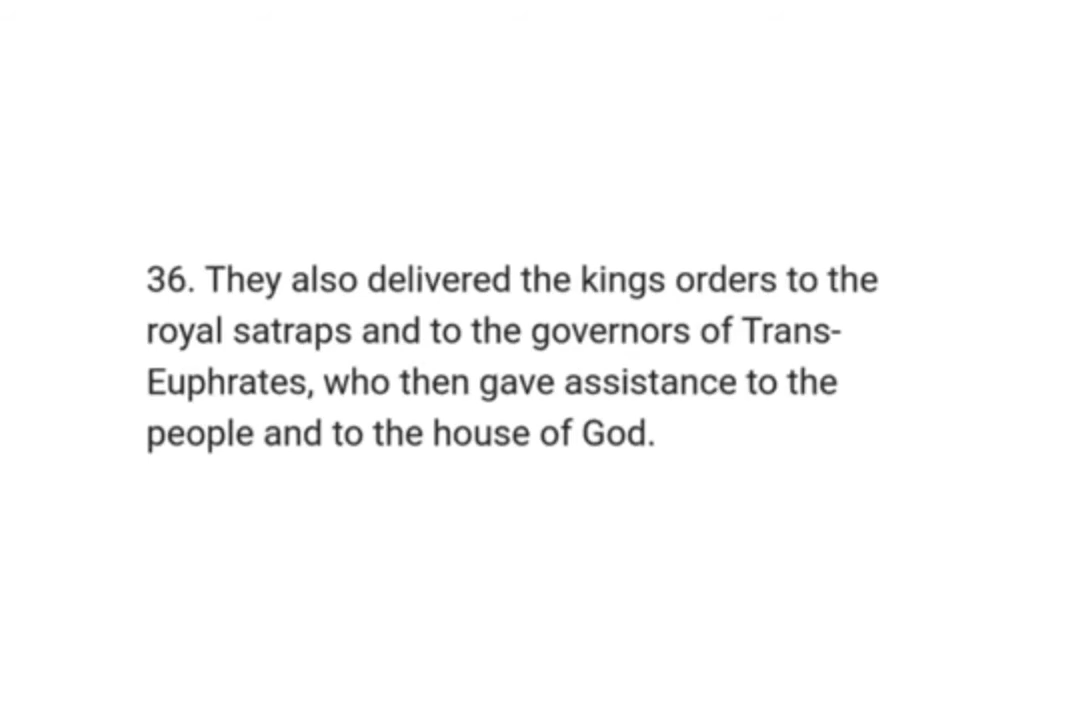 36. They also delivered the kings orders to the
royal satraps and to the governors of Trans-
Euphrates, who then gave assistance to the
people and to the house of God.